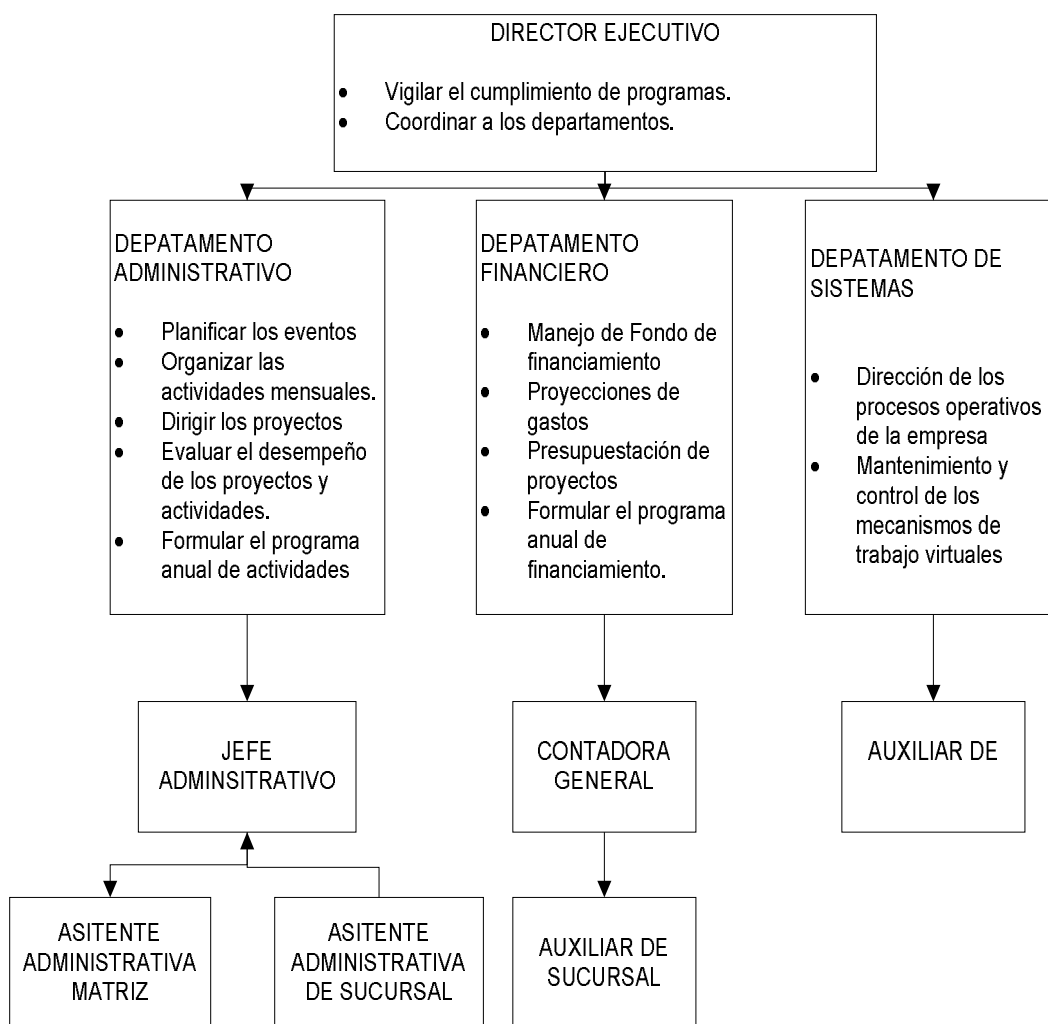 DIRECTOR EJECUTIVO
• Vigilar el cumplimiento de programas.
• Coordinar a los departamentos.
DEPATAMENTO
ADMINISTRATIVO
• Planificar los eventos
• Organizar las
actividades mensuales.
• Dirigir los proyectos
• Evaluar el desempeño
de los proyectos y
actividades.
• Formular el programa
anual de actividades
DEPATAMENTO
FINANCIERO
• Manejo de Fondo de
financiamiento
• Proyecciones de
gastos
• Presupuestación de
proyectos
• Formular el programa
anual de
financiamiento.
DEPATAMENTO DE
SISTEMAS
• Dirección de los
procesos operativos
de la empresa
• Mantenimiento y
control de los
mecanismos de
trabajo virtuales
JEFE
ADMINSITRATIVO
CONTADORA
GENERAL
AUXILIAR DE
ASITENTE
ADMINISTRATIVA
MATRIZ
ASITENTE
ADMINISTRATIVA
DE SUCURSAL
AUXILIAR DE
SUCURSAL